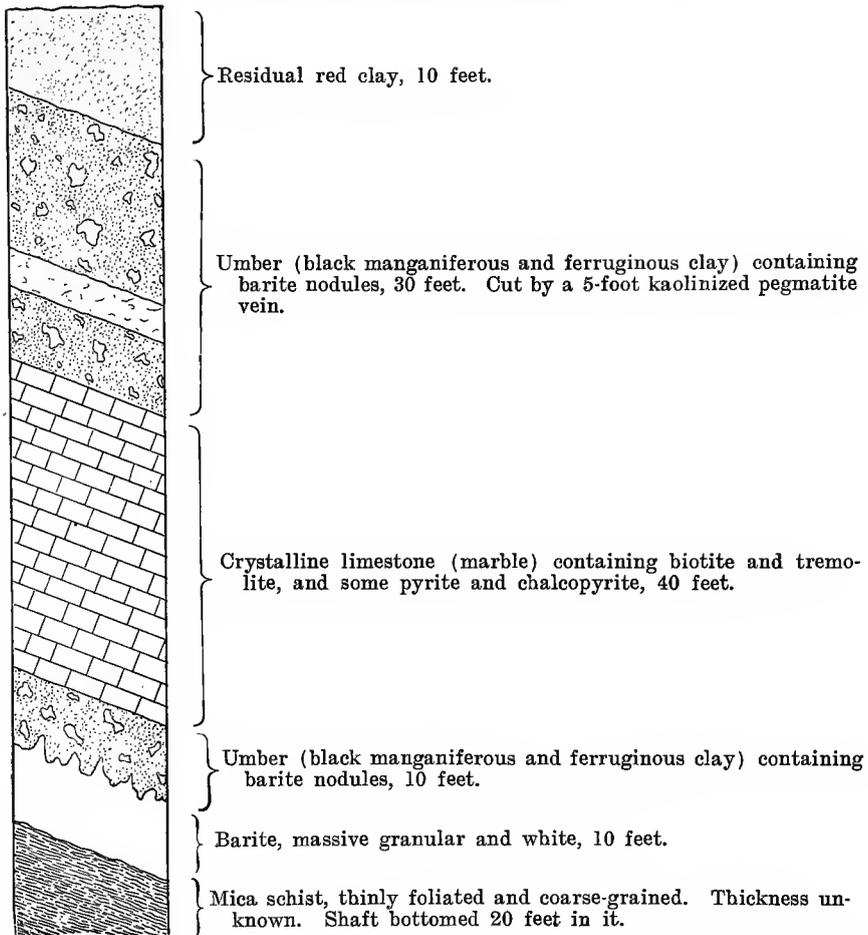 Residual red clay, 10 feet.
Umber (black manganiferous and ferruginous clay) containing
barite nodules, 30 feet. Cut by a 5-foot kaolinized pegmatite
vein.
Crystalline limestone (marble) containing biotite and tremo-
lite, and some pyrite and chalcopyrite, 40 feet.
Umber (black manganiferous and ferruginous clay) containing
barite nodules, 10 feet.
Barite, massive granular and white, 10 feet.
Mica schist, thinly foliated and coarse-grained. Thickness un-
known. Shaft bottomed 20 feet in it.